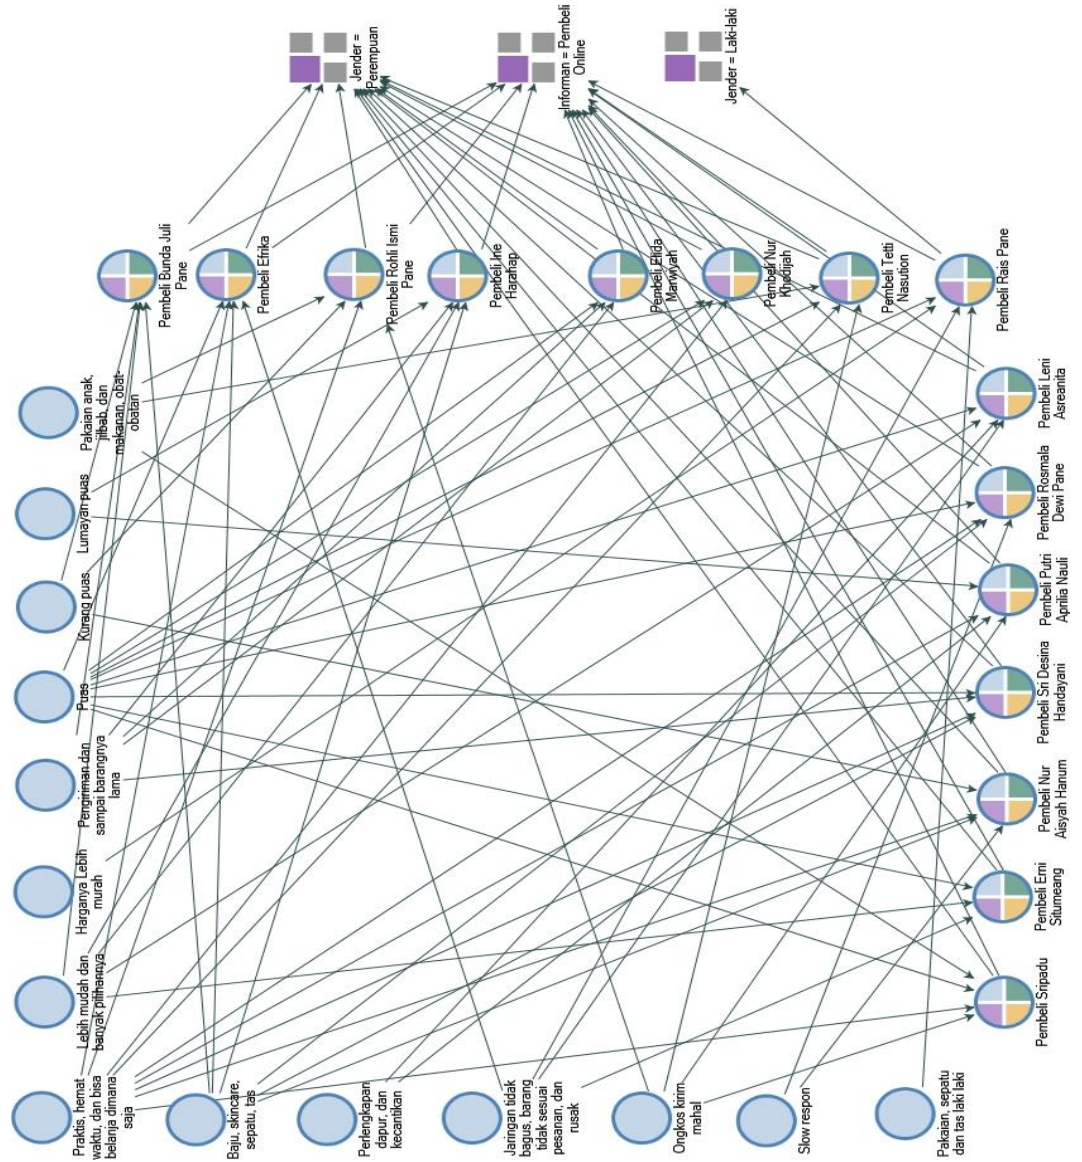 Jender =
Perempuan
Informan = Pembeli
Online
Jender = Laki-laki
Pembeli Bunda Juli
Pane
Pembeli Efrika
Pembeli Rohli Ismi
Pane
Pembeli Ine
Harahap
Pembeli Elida
Marwiyah
Pembeli Nur
Khodijah
Pembeli Tetti
Nasution
Pembeli Rais Pane
Pakaian anak,
jilbab, dan
makanan, obat-
obatan
Lumayan puas
Kurang puas
Puas
Pengiriman dan
sampai barangnya
lama
Harganya Lebih
murah
Lebih mudah dan
banyak pilihannya
Praktis, hemat
waktu, dan bisa
belanja dimana
saja
Baju, skincare,
sepatu, tas
Perlengkapan
dapur, dan
kecantikan
Jaringan tidak
bagus, barang
tidak sesuai
pesanan, dan
rusak
Ongkos kirim
mahal
Slow respon
Pakaian, sepatu
dan tas laki laki
Pembeli Leni
Asreanita
Pembeli Rosmala
Dewi Pane
Pembeli Putri
Aprilia Nauli
Pembeli Sri Desina
Handayani
Pembeli Nur
Aisyah Hanum
Pembeli Erni
Situmeang
Pembeli Sripadu